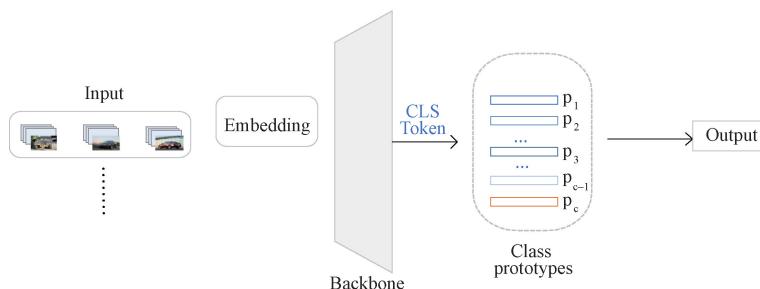 Input
Embedding
Backbone
CLS
Token
p1
p2
...
p3
...
pc−1
pc
Class
prototypes
Output